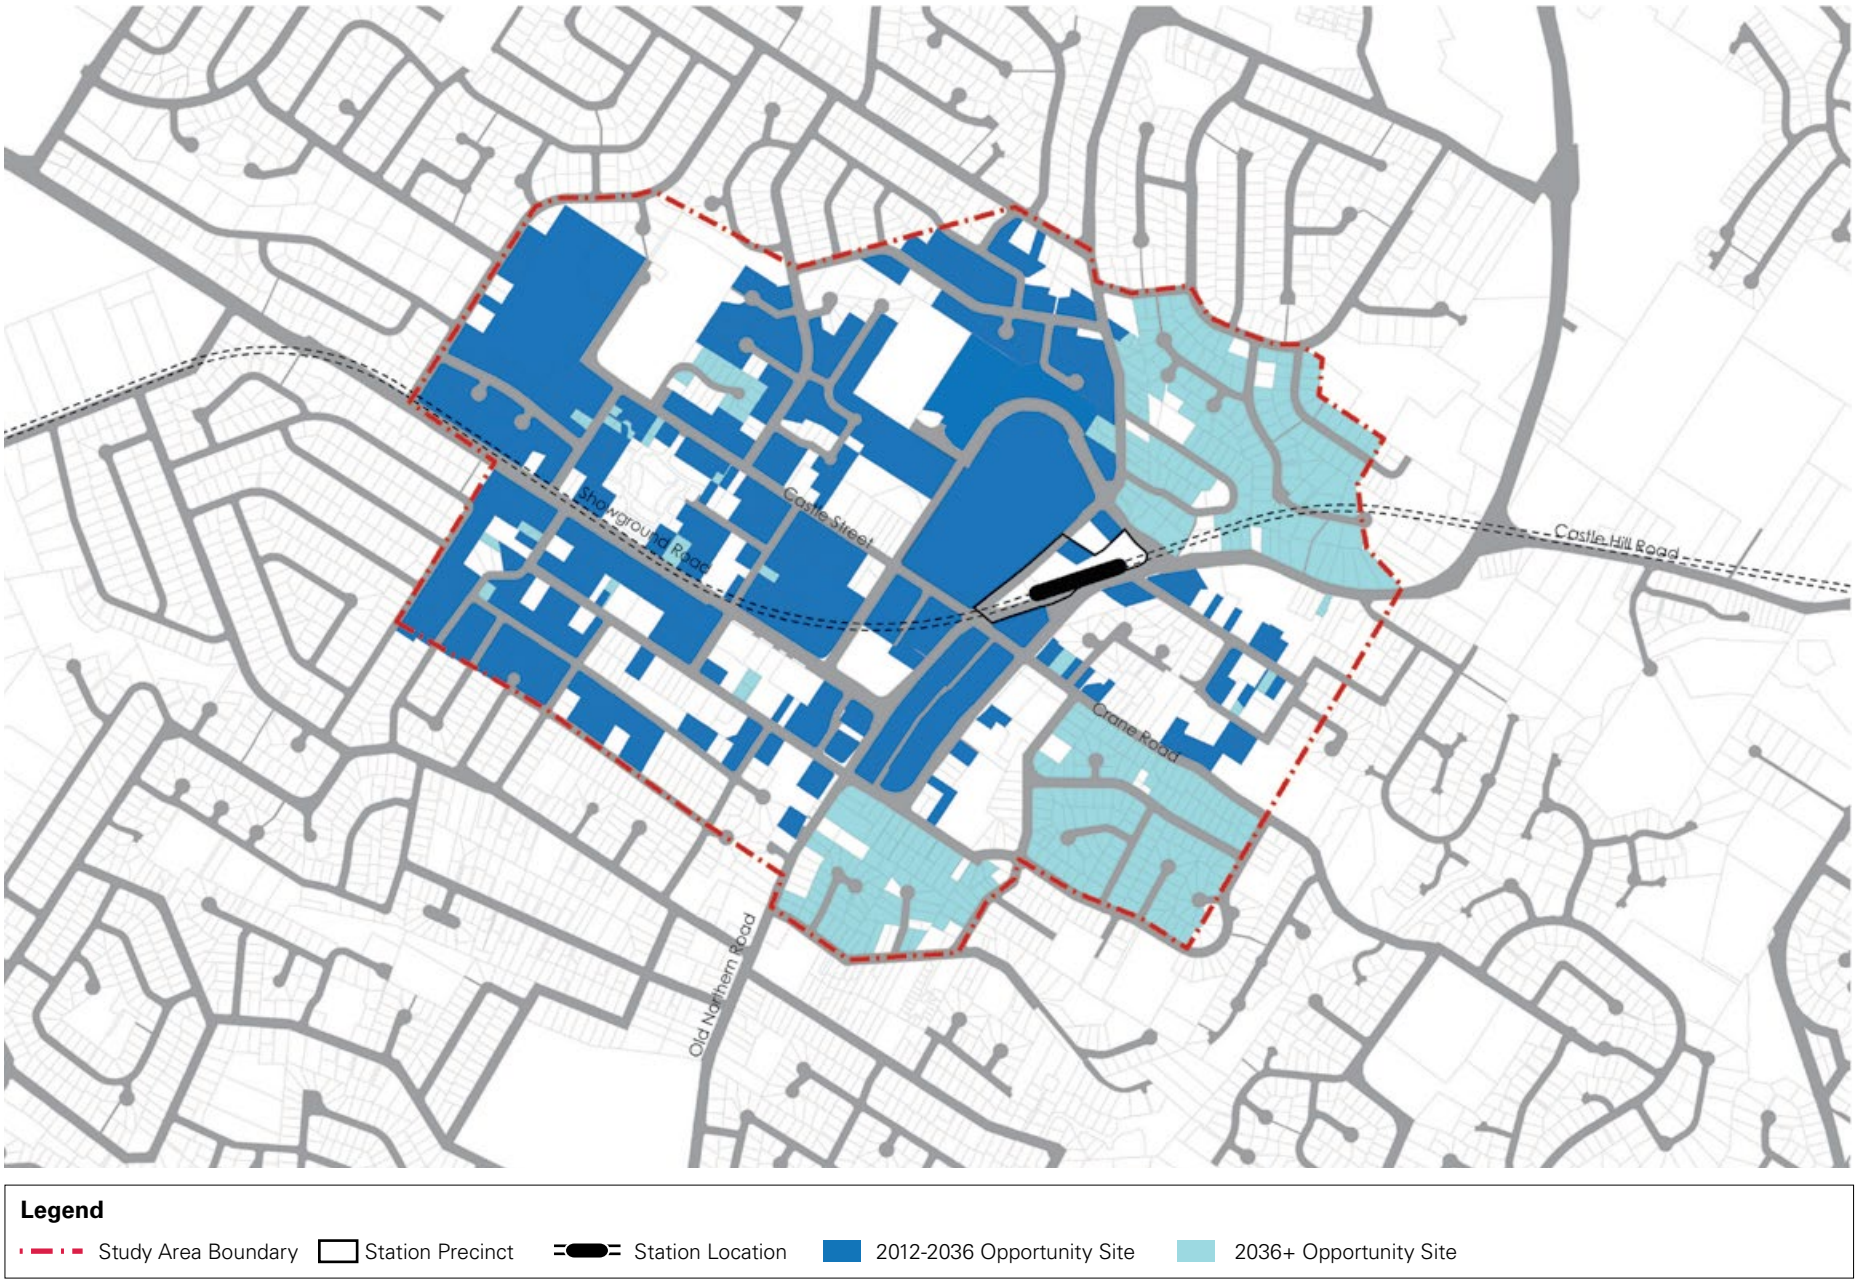 Showground Road
Castle Street
Castle Hill Road
Crane Road
Old Northern Road
Legend
Study Area Boundary
Station Precinct
Station Location
2012-2036 Opportunity Site
2036+ Opportunity Site